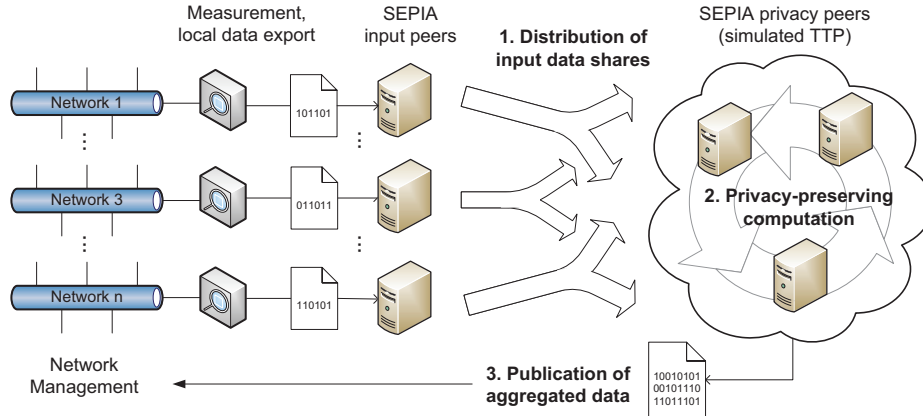 Measurement,
local data export
SEPIA
input peers
1. Distribution of
input data shares
SEPIA privacy peers
(simulated TTP)
Network 1
101101
Network 3
011011
2. Privacy-preserving
computation
Network n
110101
Network
Management
3. Publication of
aggregated data
10010101
00101110
11011101